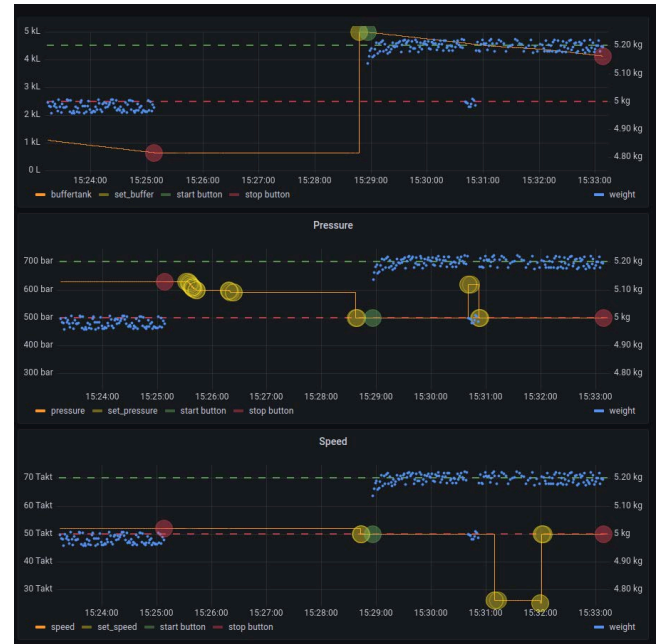 5 kL
5.20 kg
4 kL
5.10 kg
3 kL
2 kL
5 kg
1 kL
4.90 kg
0 L
4.80 kg
15:24:00 15:25:00 15:26:00 15:27:00 15:28:00 15:29:00 15:30:00 15:31:00 15:32:00 15:33:00
buffertank set_buffer start button stop button weight
Pressure
700 bar 5.20 kg
600 bar 5.10 kg
500 bar 5 kg
400 bar 4.90 kg
300 bar 4.80 kg
15:24:00 15:25:00 15:26:00 15:27:00 15:28:00 15:29:00 15:30:00 15:31:00 15:32:00 15:33:00
pressure set_pressure start button stop button weight
Speed
70 Takt 5.20 kg
60 Takt 5.10 kg
50 Takt 5 kg
40 Takt 4.90 kg
30 Takt 4.80 kg
15:24:00 15:25:00 15:26:00 15:27:00 15:28:00 15:29:00 15:30:00 15:31:00 15:32:00 15:33:00
speed set_speed start button stop button weight